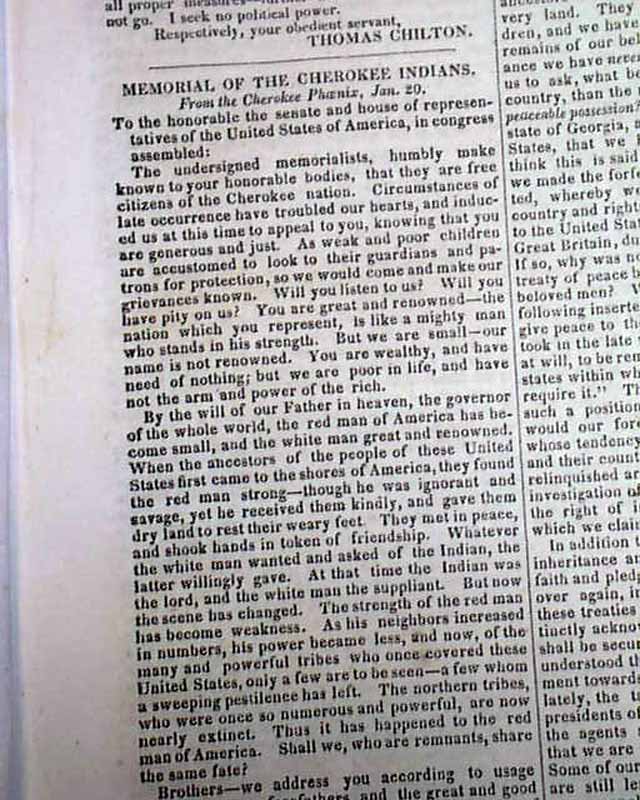 all proper measures
not go. I seek no political power.
Respectively, your obedient servant,
THOMAS CHILTON.
MEMORIAL OF THE CHEROKEE INDIANS.
From the Cherokee Phœnix, Jan. 20.
To the honorable the senate and house of represen-
tatives of the United States of America, in congress
assembled:
The undersigned memorialists, humbly make
known to your honorable bodies, that they are free
citizens of the Cherokee nation. Circumstances of
late occurrence have troubled our hearts, and induc-
ed us at this time to appeal to you, knowing that you
are generous and just. As weak and poor children
are accustomed to look to their guardians and pa-
trons for protection, so we would come and make our
grievances known. Will you listen to us? Will you
have pity on us? You are great and renowned—the
nation which you represent, is like a mighty man
who stands in his strength. But we are small—our
name is not renowned. You are wealthy, and have
need of nothing; but we are poor in life, and have
not the arm and power of the rich.
By the will of our Father in heaven, the governor
of the whole world, the red man of America has be-
come small, and the white man great and renowned.
When the ancestors of the people of these United
States first came to the shores of America, they found
the red man strong—though he was ignorant and
savage, yet he received them kindly, and gave them
dry land to rest their weary feet. They met in peace,
and shook hands in token of friendship. Whatever
the white man wanted and asked of the Indian, the
latter willingly gave. At that time the Indian was
the lord, and the white man the suppliant. But now
the scene has changed. The strength of the red man
has become weakness. As his neighbors increased
in numbers, his power became less, and now, of the
many and powerful tribes who once covered these
United States, only a few are to be seen—a few whom
a sweeping pestilence has left. The northern tribes,
who were once so numerous and powerful, are now
nearly extinct. Thus it has happened to the red
man of America. Shall we, who are remnants, share
the same fate?
Brothers—we address you according to usage
forefathers, and the great and good
very land. They
dren, and we have
remains of our bel
ance we have never
us to ask, what be
country, than the
peaceable possession?
state of Georgia, a
States, that we
think this is said
we made the forfe
ted, whereby w
country and right
to the United Stat
Great Britain, du
If so, why was no
treaty of peace b
beloved men? W
following inserte
give peace to th
took in the late
at will, to be rem
states within wh
require it." Th
such a position
would our fore
whose tendency
and their count
relinquished an
investigation of
the right of i
which we clai
In addition t
inheritance an
faith and pled
over again, i
these treaties
tinctly ackno
shall be secur
understood th
ment towards
lately, the
presidents of
the agents
that we are
Some of our
are still le